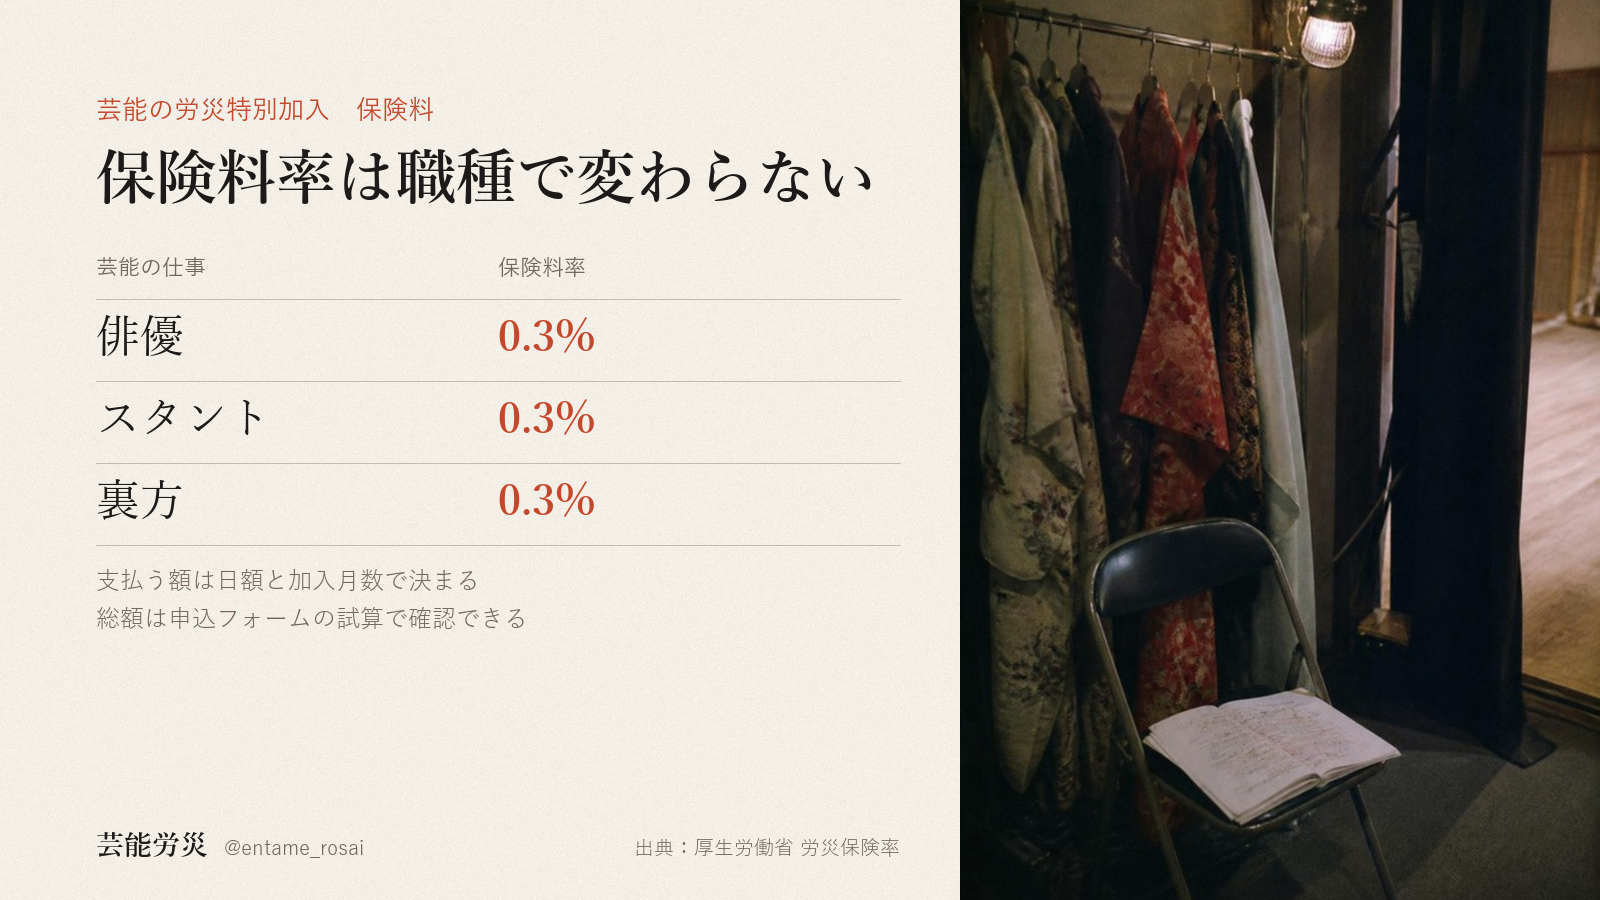 芸能の労災特別加入　保険料
保険料率は職種で変わらない
芸能の仕事　保険料率
俳優　0.3%
スタント　0.3%
裏方　0.3%
支払う額は日額と加入月数で決まる
総額は申込フォームの試算で確認できる
芸能労災 @entame_rosai　出典：厚生労働省 労災保険率